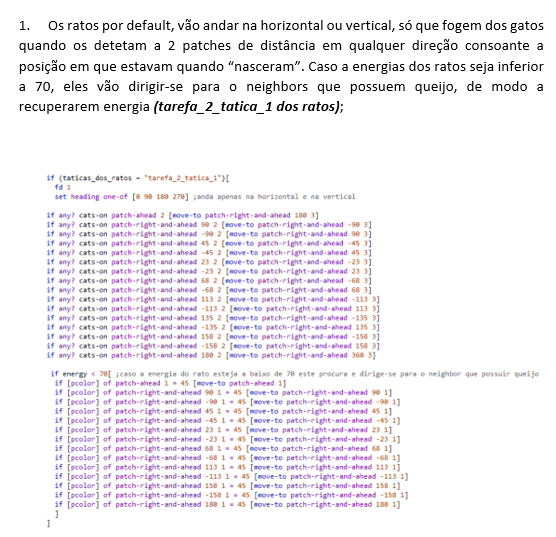 1. Os ratos por default, vão andar na horizontal ou vertical, só que fogem dos gatos
quando os detetam a 2 patches de distância em qualquer direção consoante a
posição em que estavam quando “nasceram”. Caso a energias dos ratos seja inferior
a 70, eles vão dirigir-se para o neighbors que possuem queijo, de modo a
recuperarem energia (tarefa_2_tatica_1 dos ratos);
if (taticas_dos_ratos = "tarefa_2_tatica_1")[
fd 1
set heading one-of [0 90 180 270] ;anda apenas na horizontal e na vertical
if any? cats-on patch-ahead 2 [move-to patch-right-and-ahead 180 3]
if any? cats-on patch-right-and-ahead 90 2 [move-to patch-right-and-ahead -90 3]
if any? cats-on patch-right-and-ahead -90 2 [move-to patch-right-and-ahead 90 3]
if any? cats-on patch-right-and-ahead 45 2 [move-to patch-right-and-ahead -45 3]
if any? cats-on patch-right-and-ahead -45 2 [move-to patch-right-and-ahead 45 3]
if any? cats-on patch-right-and-ahead 23 2 [move-to patch-right-and-ahead -23 3]
if any? cats-on patch-right-and-ahead -23 2 [move-to patch-right-and-ahead 23 3]
if any? cats-on patch-right-and-ahead 68 2 [move-to patch-right-and-ahead -68 3]
if any? cats-on patch-right-and-ahead -68 2 [move-to patch-right-and-ahead 68 3]
if any? cats-on patch-right-and-ahead 113 2 [move-to patch-right-and-ahead -113 3]
if any? cats-on patch-right-and-ahead -113 2 [move-to patch-right-and-ahead 113 3]
if any? cats-on patch-right-and-ahead 135 2 [move-to patch-right-and-ahead -135 3]
if any? cats-on patch-right-and-ahead -135 2 [move-to patch-right-and-ahead 135 3]
if any? cats-on patch-right-and-ahead 158 2 [move-to patch-right-and-ahead -158 3]
if any? cats-on patch-right-and-ahead -158 2 [move-to patch-right-and-ahead 158 3]
if any? cats-on patch-right-and-ahead 180 2 [move-to patch-right-and-ahead 360 3]
if energy < 70[ ;caso a energia do rato esteja a baixo de 70 este procura e dirige-se para o neighbor que possuir queijo
if [pcolor] of patch-ahead 1 = 45 [move-to patch-ahead 1]
if [pcolor] of patch-right-and-ahead 90 1 = 45 [move-to patch-right-and-ahead 90 1]
if [pcolor] of patch-right-and-ahead -90 1 = 45 [move-to patch-right-and-ahead -90 1]
if [pcolor] of patch-right-and-ahead 45 1 = 45 [move-to patch-right-and-ahead 45 1]
if [pcolor] of patch-right-and-ahead -45 1 = 45 [move-to patch-right-and-ahead -45 1]
if [pcolor] of patch-right-and-ahead 23 1 = 45 [move-to patch-right-and-ahead 23 1]
if [pcolor] of patch-right-and-ahead -23 1 = 45 [move-to patch-right-and-ahead -23 1]
if [pcolor] of patch-right-and-ahead 68 1 = 45 [move-to patch-right-and-ahead 68 1]
if [pcolor] of patch-right-and-ahead -68 1 = 45 [move-to patch-right-and-ahead -68 1]
if [pcolor] of patch-right-and-ahead 113 1 = 45 [move-to patch-right-and-ahead 113 1]
if [pcolor] of patch-right-and-ahead -113 1 = 45 [move-to patch-right-and-ahead -113 1]
if [pcolor] of patch-right-and-ahead 158 1 = 45 [move-to patch-right-and-ahead 158 1]
if [pcolor] of patch-right-and-ahead -158 1 = 45 [move-to patch-right-and-ahead -158 1]
if [pcolor] of patch-right-and-ahead 180 1 = 45 [move-to patch-right-and-ahead 180 1]
]
]